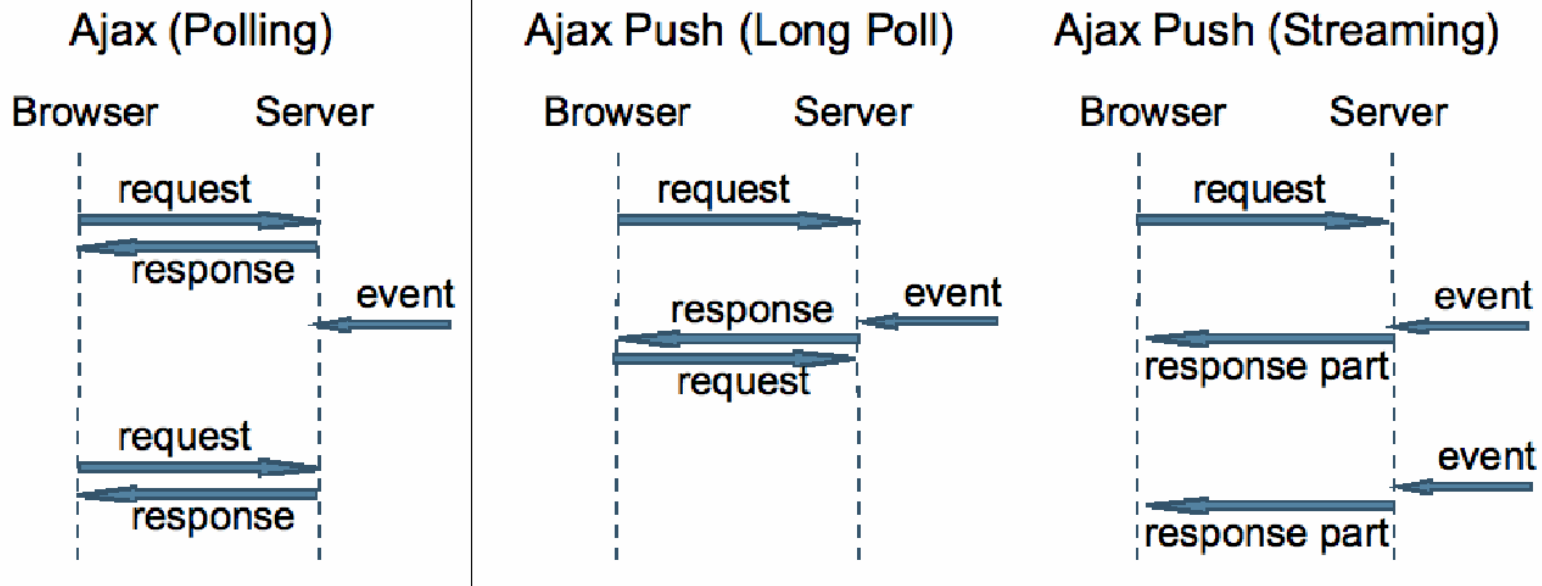 Ajax (Polling)
Browser Server
request
response
event
request
response
Ajax Push (Long Poll)
Browser Server
request
event
response
request
Ajax Push (Streaming)
Browser Server
request
event
response part
event
response part